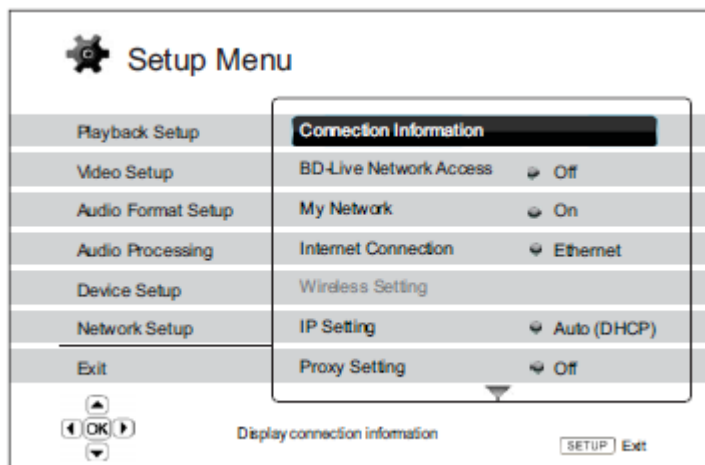 Setup Menu
Playback Setup
Connection Information
Video Setup
BD-Live Network Access Off
Audio Format Setup
My Network On
Audio Processing
Internet Connection Ethernet
Device Setup
Wireless Setting
Network Setup
IP Setting Auto (DHCP)
Exit
Proxy Setting Off
OK
Display connection information
SETUP Exit